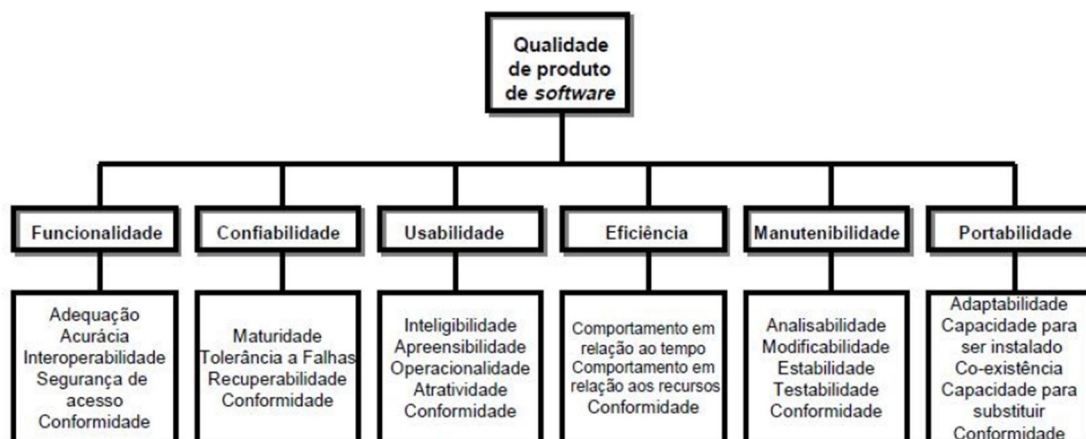 Qualidade
de produto
de software
Funcionalidade
Confiabilidade
Usabilidade
Eficiência
Manutenibilidade
Portabilidade
Adequação
Acurácia
Interoperabilidade
Segurança de
acesso
Conformidade
Maturidade
Tolerância a Falhas
Recuperabilidade
Conformidade
Inteligibilidade
Apreensibilidade
Operacionalidade
Atratividade
Conformidade
Comportamento em
relação ao tempo
Comportamento em
relação aos recursos
Conformidade
Analisabilidade
Modificabilidade
Estabilidade
Testabilidade
Conformidade
Adaptabilidade
Capacidade para
ser instalado
Co-existência
Capacidade para
substituir
Conformidade